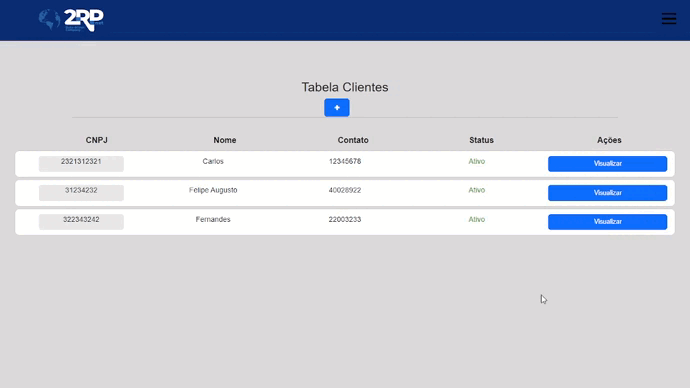 2RP
Tabela Clientes
+
CNPJ Nome Contato Status Ações
2321312321 Carlos 12345678 Ativo Visualizar
31234232 Felipe Augusto 40028922 Ativo Visualizar
322343242 Fernandes 22003233 Ativo Visualizar